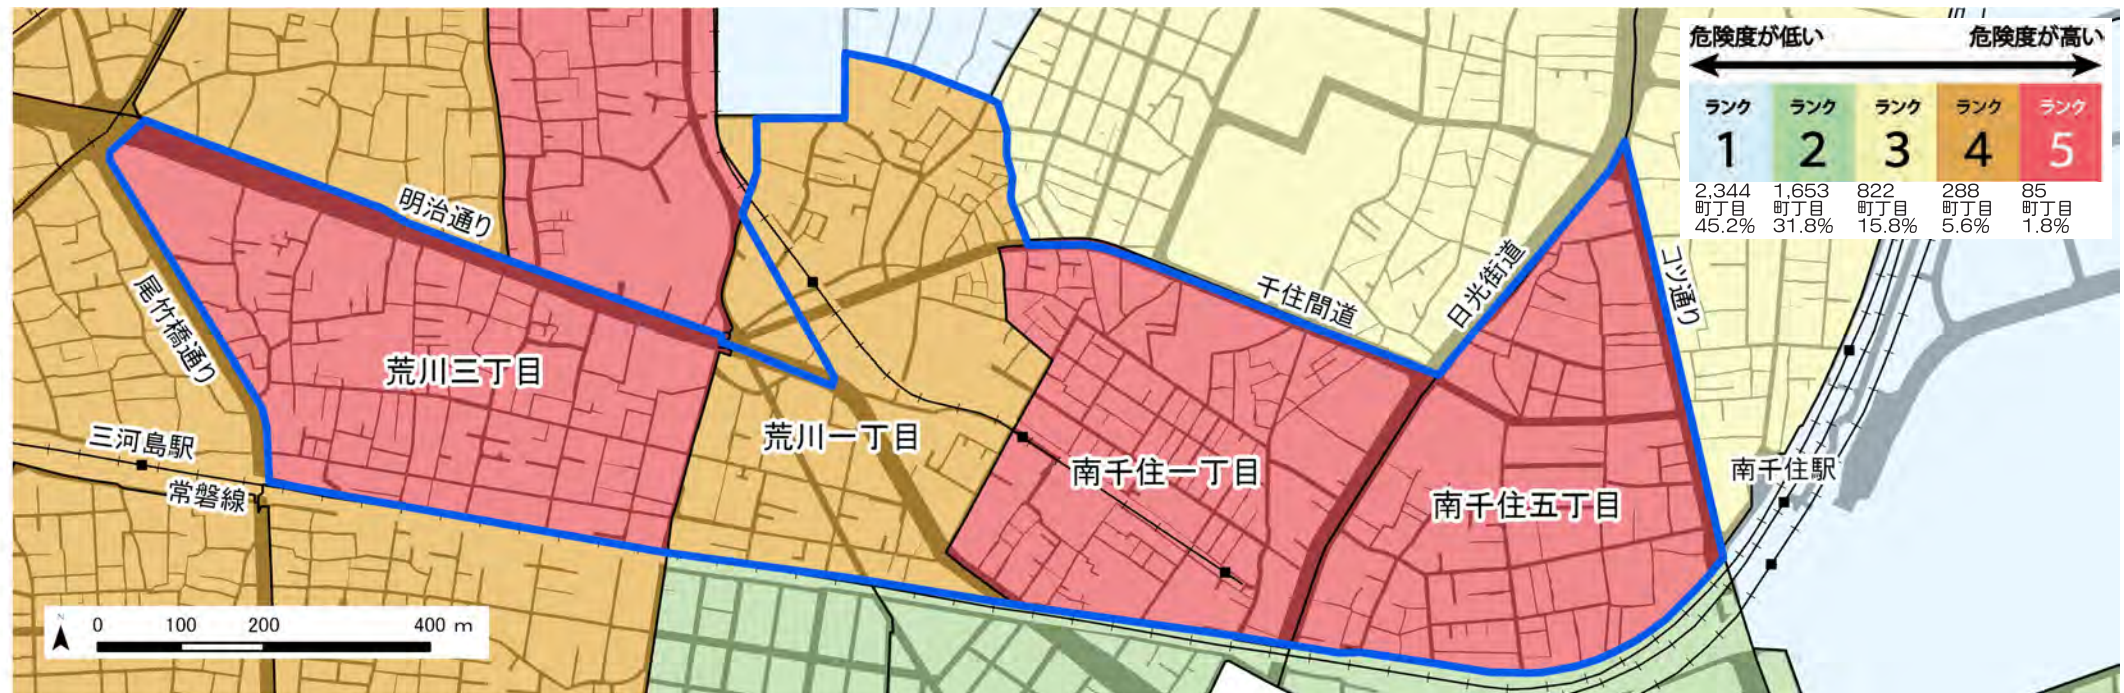 危険度が低い 危険度が高い
ランク ランク ランク ランク ランク
1 2 3 4 5
2,344 1,653 822 288 85
町丁目 町丁目 町丁目 町丁目 町丁目
45.2% 31.8% 15.8% 5.6% 1.8%
明治通り
尾竹橋通り
荒川三丁目
三河島駅
常磐線
荒川一丁目
千住間道
日光街道
コツ通り
南千住一丁目
南千住五丁目
南千住駅
N
0 100 200 400 m